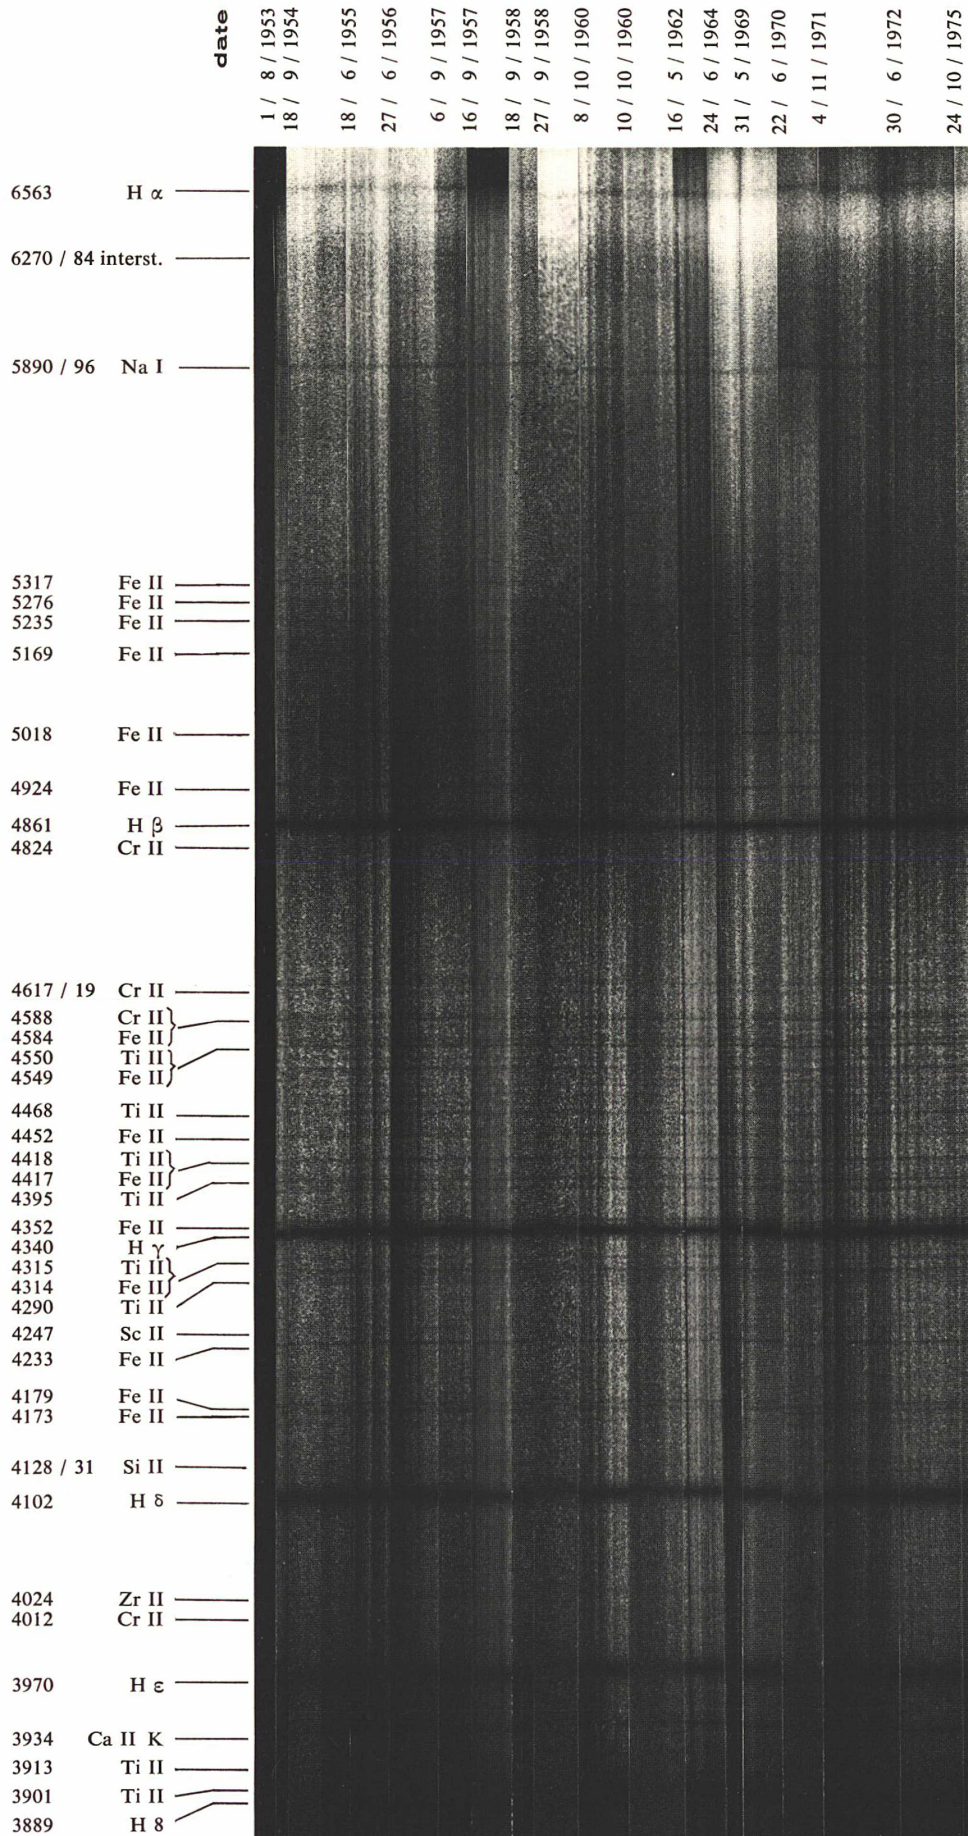 date
1 / 8 / 1953
18 / 9 / 1954
18 / 6 / 1955
27 / 6 / 1956
6 / 9 / 1957
16 / 9 / 1957
18 / 9 / 1958
27 / 9 / 1958
8 / 10 / 1960
10 / 10 / 1960
16 / 5 / 1962
24 / 6 / 1964
31 / 5 / 1969
22 / 6 / 1970
4 / 11 / 1971
30 / 6 / 1972
24 / 10 / 1975
6563 H α
6270 / 84 interst.
5890 / 96 Na I
5317 Fe II
5276 Fe II
5235 Fe II
5169 Fe II
5018 Fe II
4924 Fe II
4861 H β
4824 Cr II
4617 / 19 Cr II
4588 Cr II
4584 Fe II
4550 Ti II
4549 Fe II
4468 Ti II
4452 Fe II
4418 Ti II
4417 Fe II
4395 Ti II
4352 Fe II
4340 H γ
4315 Ti II
4314 Fe II
4290 Ti II
4247 Sc II
4233 Fe II
4179 Fe II
4173 Fe II
4128 / 31 Si II
4102 H δ
4024 Zr II
4012 Cr II
3970 H ε
3934 Ca II K
3913 Ti II
3901 Ti II
3889 H 8